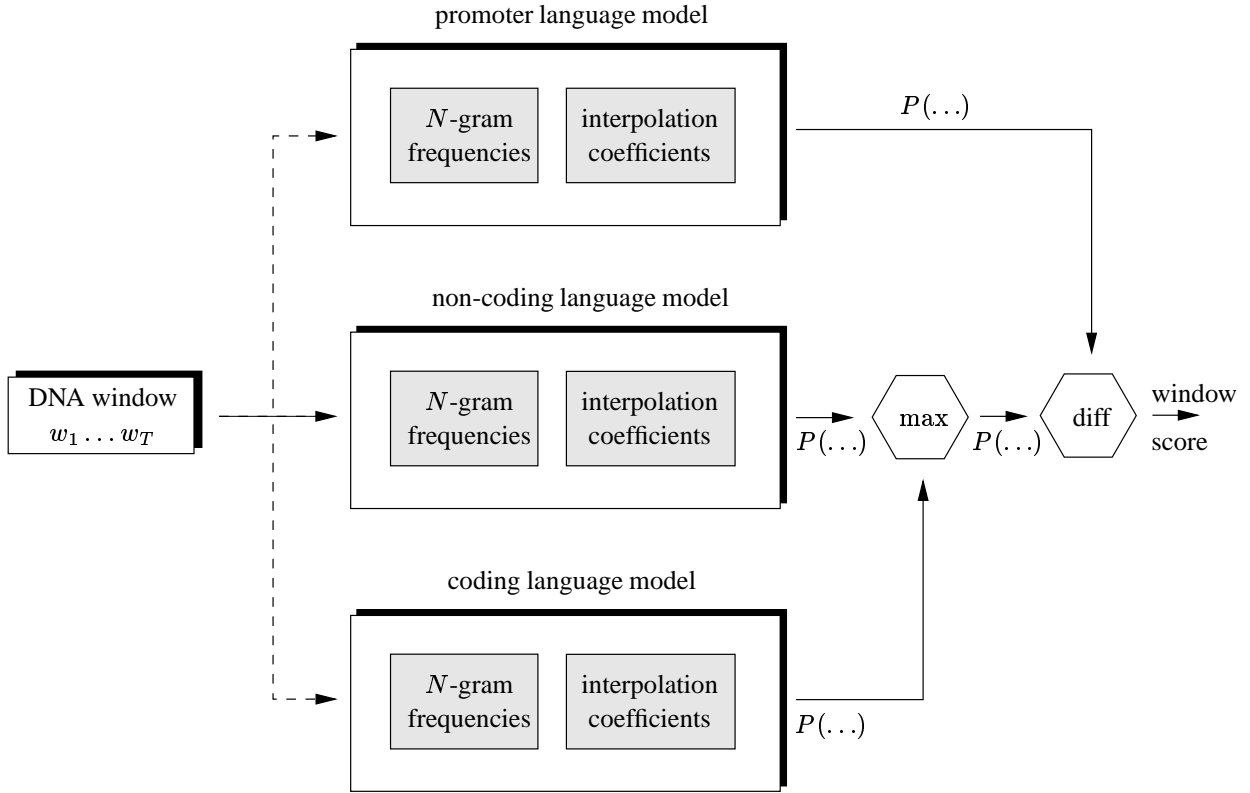 promoter language model
N-gram
frequencies
interpolation
coefficients
P(...)
non-coding language model
DNA window
w₁ ... w_T
N-gram
frequencies
interpolation
coefficients
P(...)
max
P(...)
diff
window
score
coding language model
N-gram
frequencies
interpolation
coefficients
P(...)